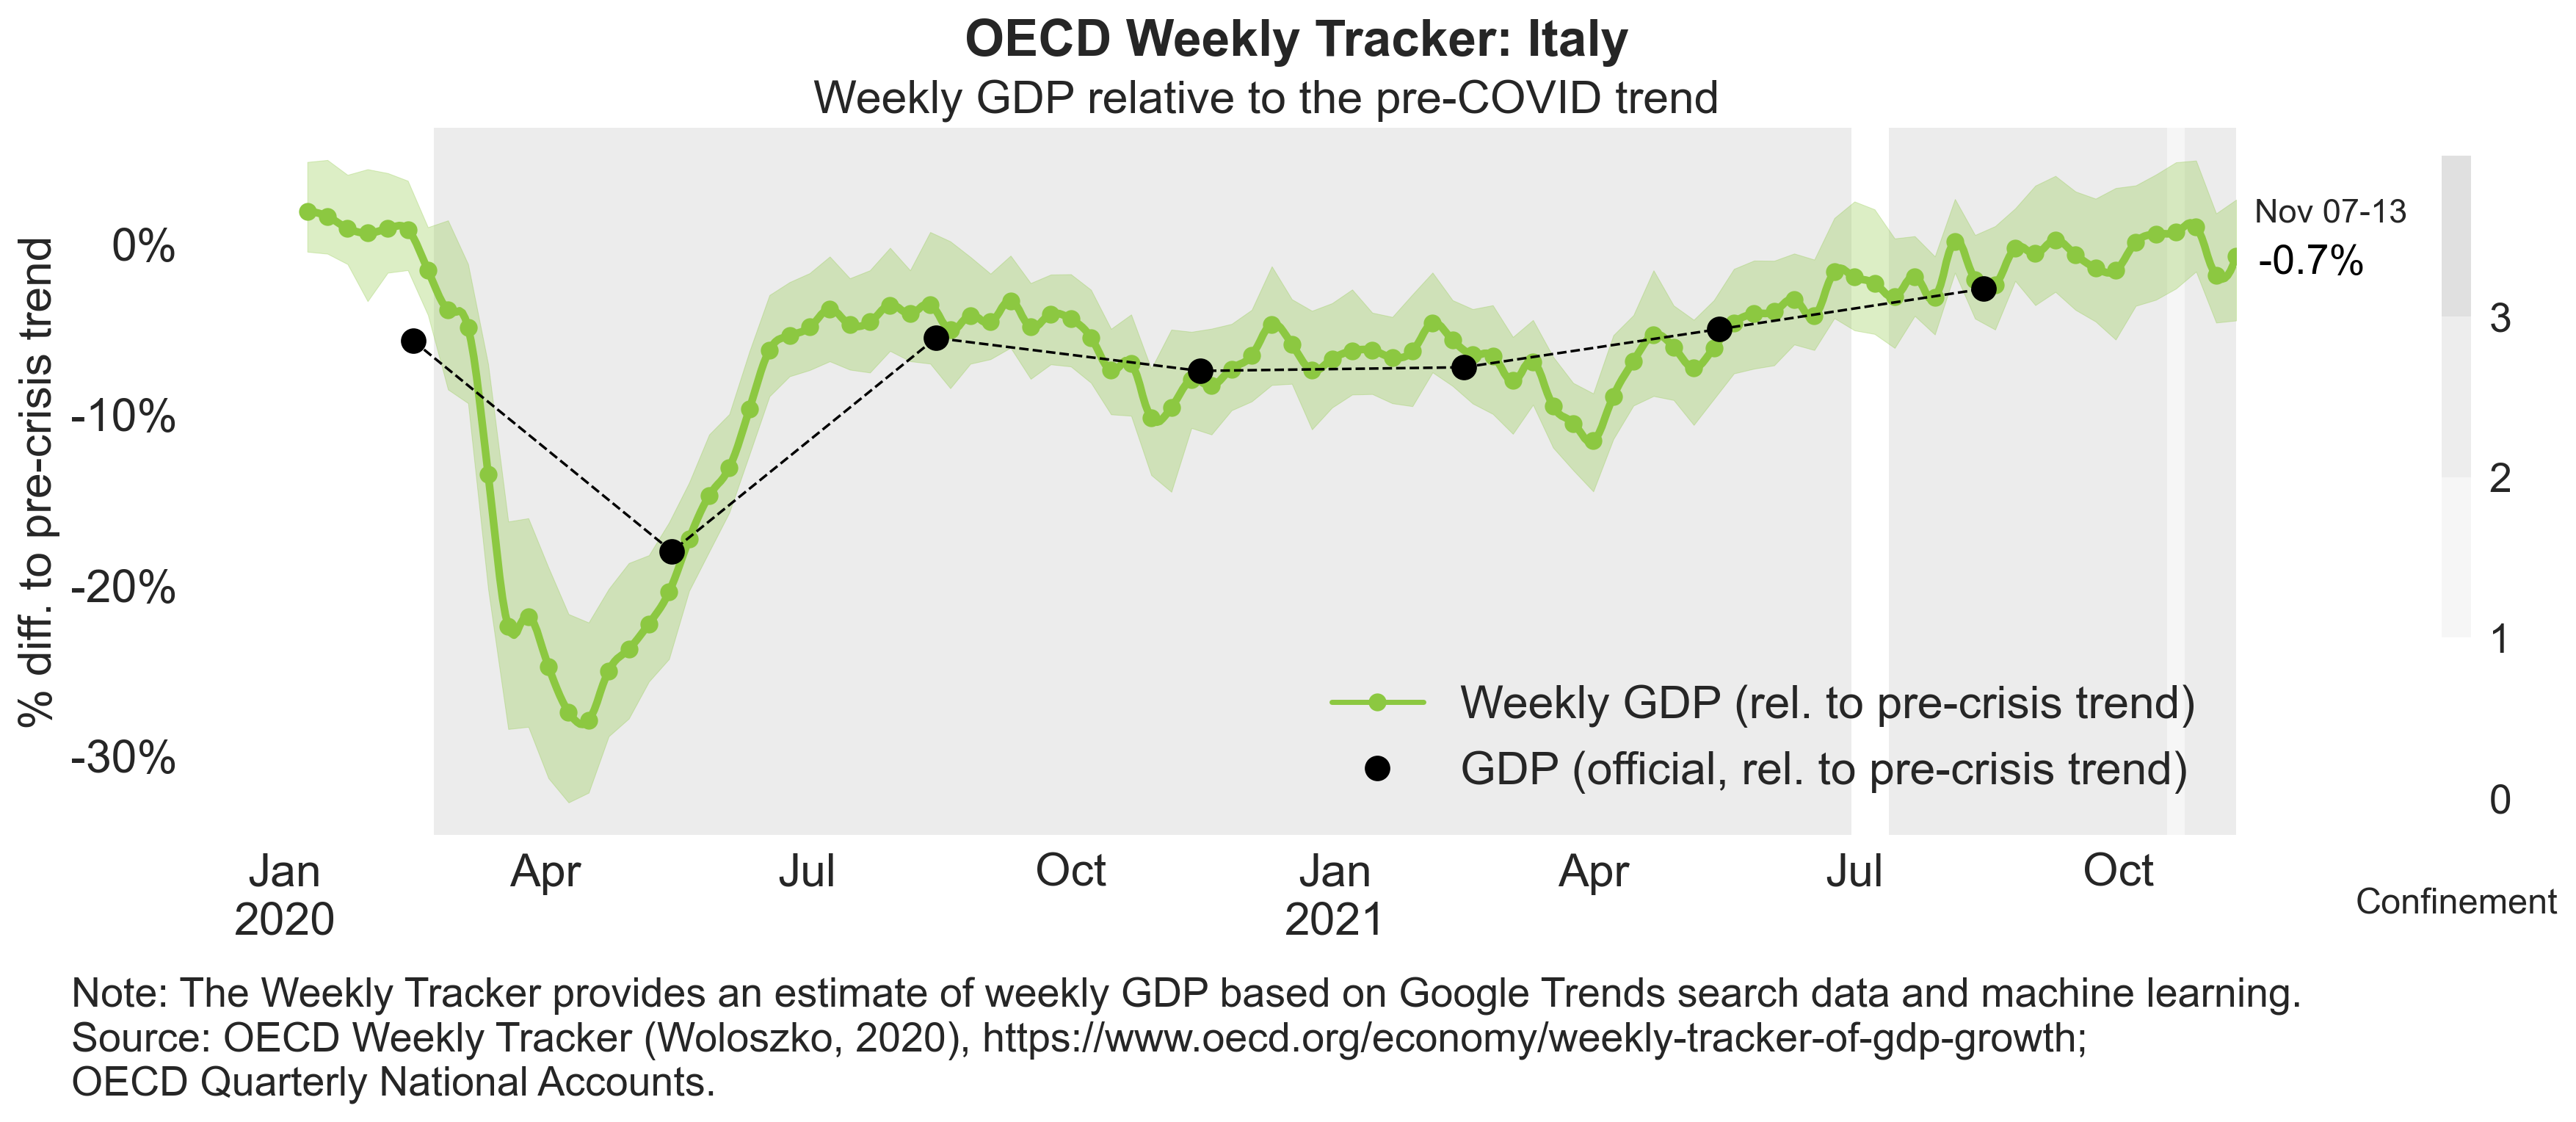 OECD Weekly Tracker: Italy
Weekly GDP relative to the pre-COVID trend
% diff. to pre-crisis trend
0%
-10%
-20%
-30%
Nov 07-13
-0.7%
3
2
1
0
Confinement
Weekly GDP (rel. to pre-crisis trend)
GDP (official, rel. to pre-crisis trend)
Jan Apr Jul Oct Jan Apr Jul Oct
2020 2021
Note: The Weekly Tracker provides an estimate of weekly GDP based on Google Trends search data and machine learning.
Source: OECD Weekly Tracker (Woloszko, 2020), https://www.oecd.org/economy/weekly-tracker-of-gdp-growth;
OECD Quarterly National Accounts.